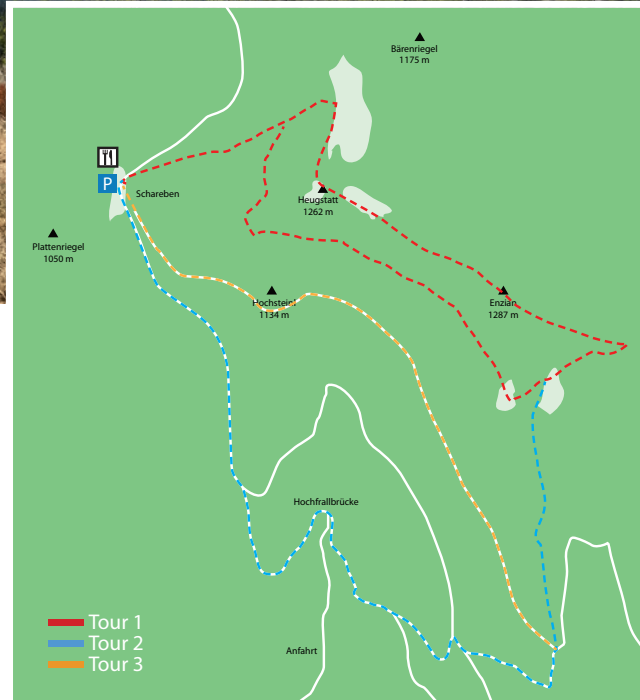 Bärenriegel
1175 m
P
Schareben
Heugstatt
1262 m
Plattenriegel
1050 m
Hochstein
1134 m
Enzian
1287 m
Hochfrallbrücke
Anfahrt
Tour 1
Tour 2
Tour 3